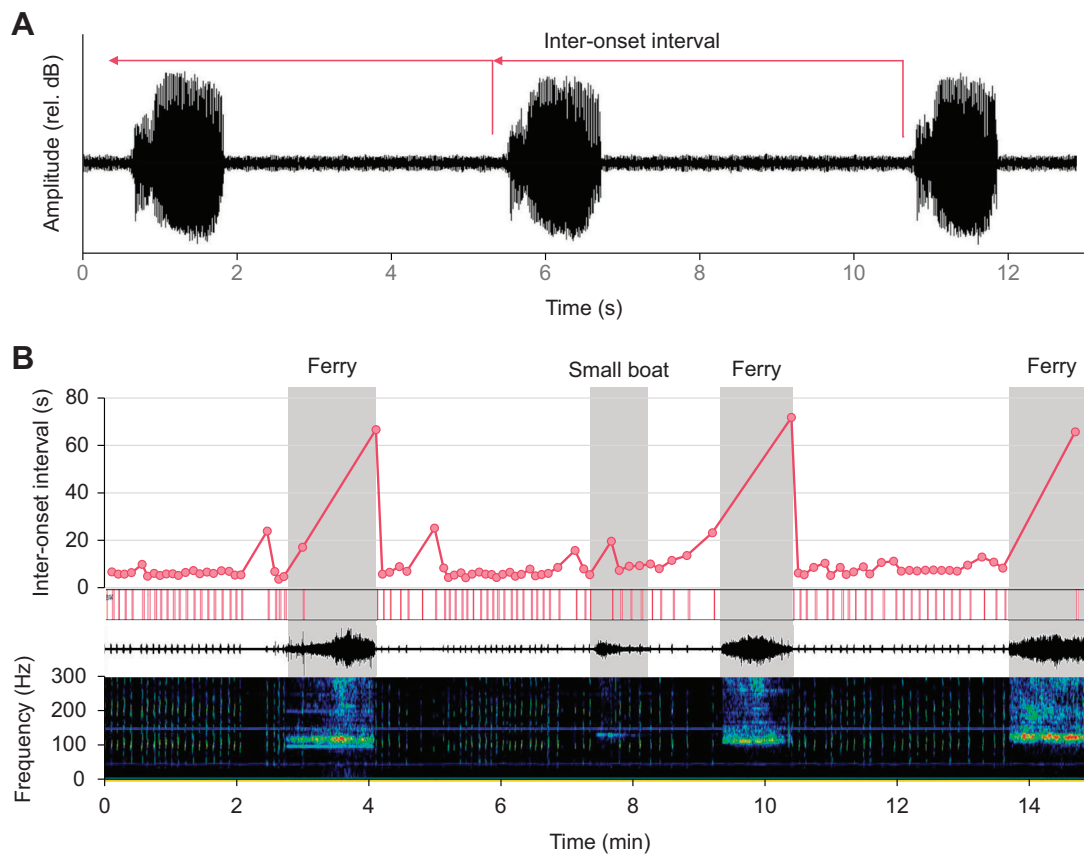 A
Inter-onset interval
Amplitude (rel. dB)
0 2 4 6 8 10 12
Time (s)
B
Ferry Small boat Ferry Ferry
Inter-onset interval (s)
80
60
40
20
0
Frequency (Hz)
300
200
100
0
0 2 4 6 8 10 12 14
Time (min)